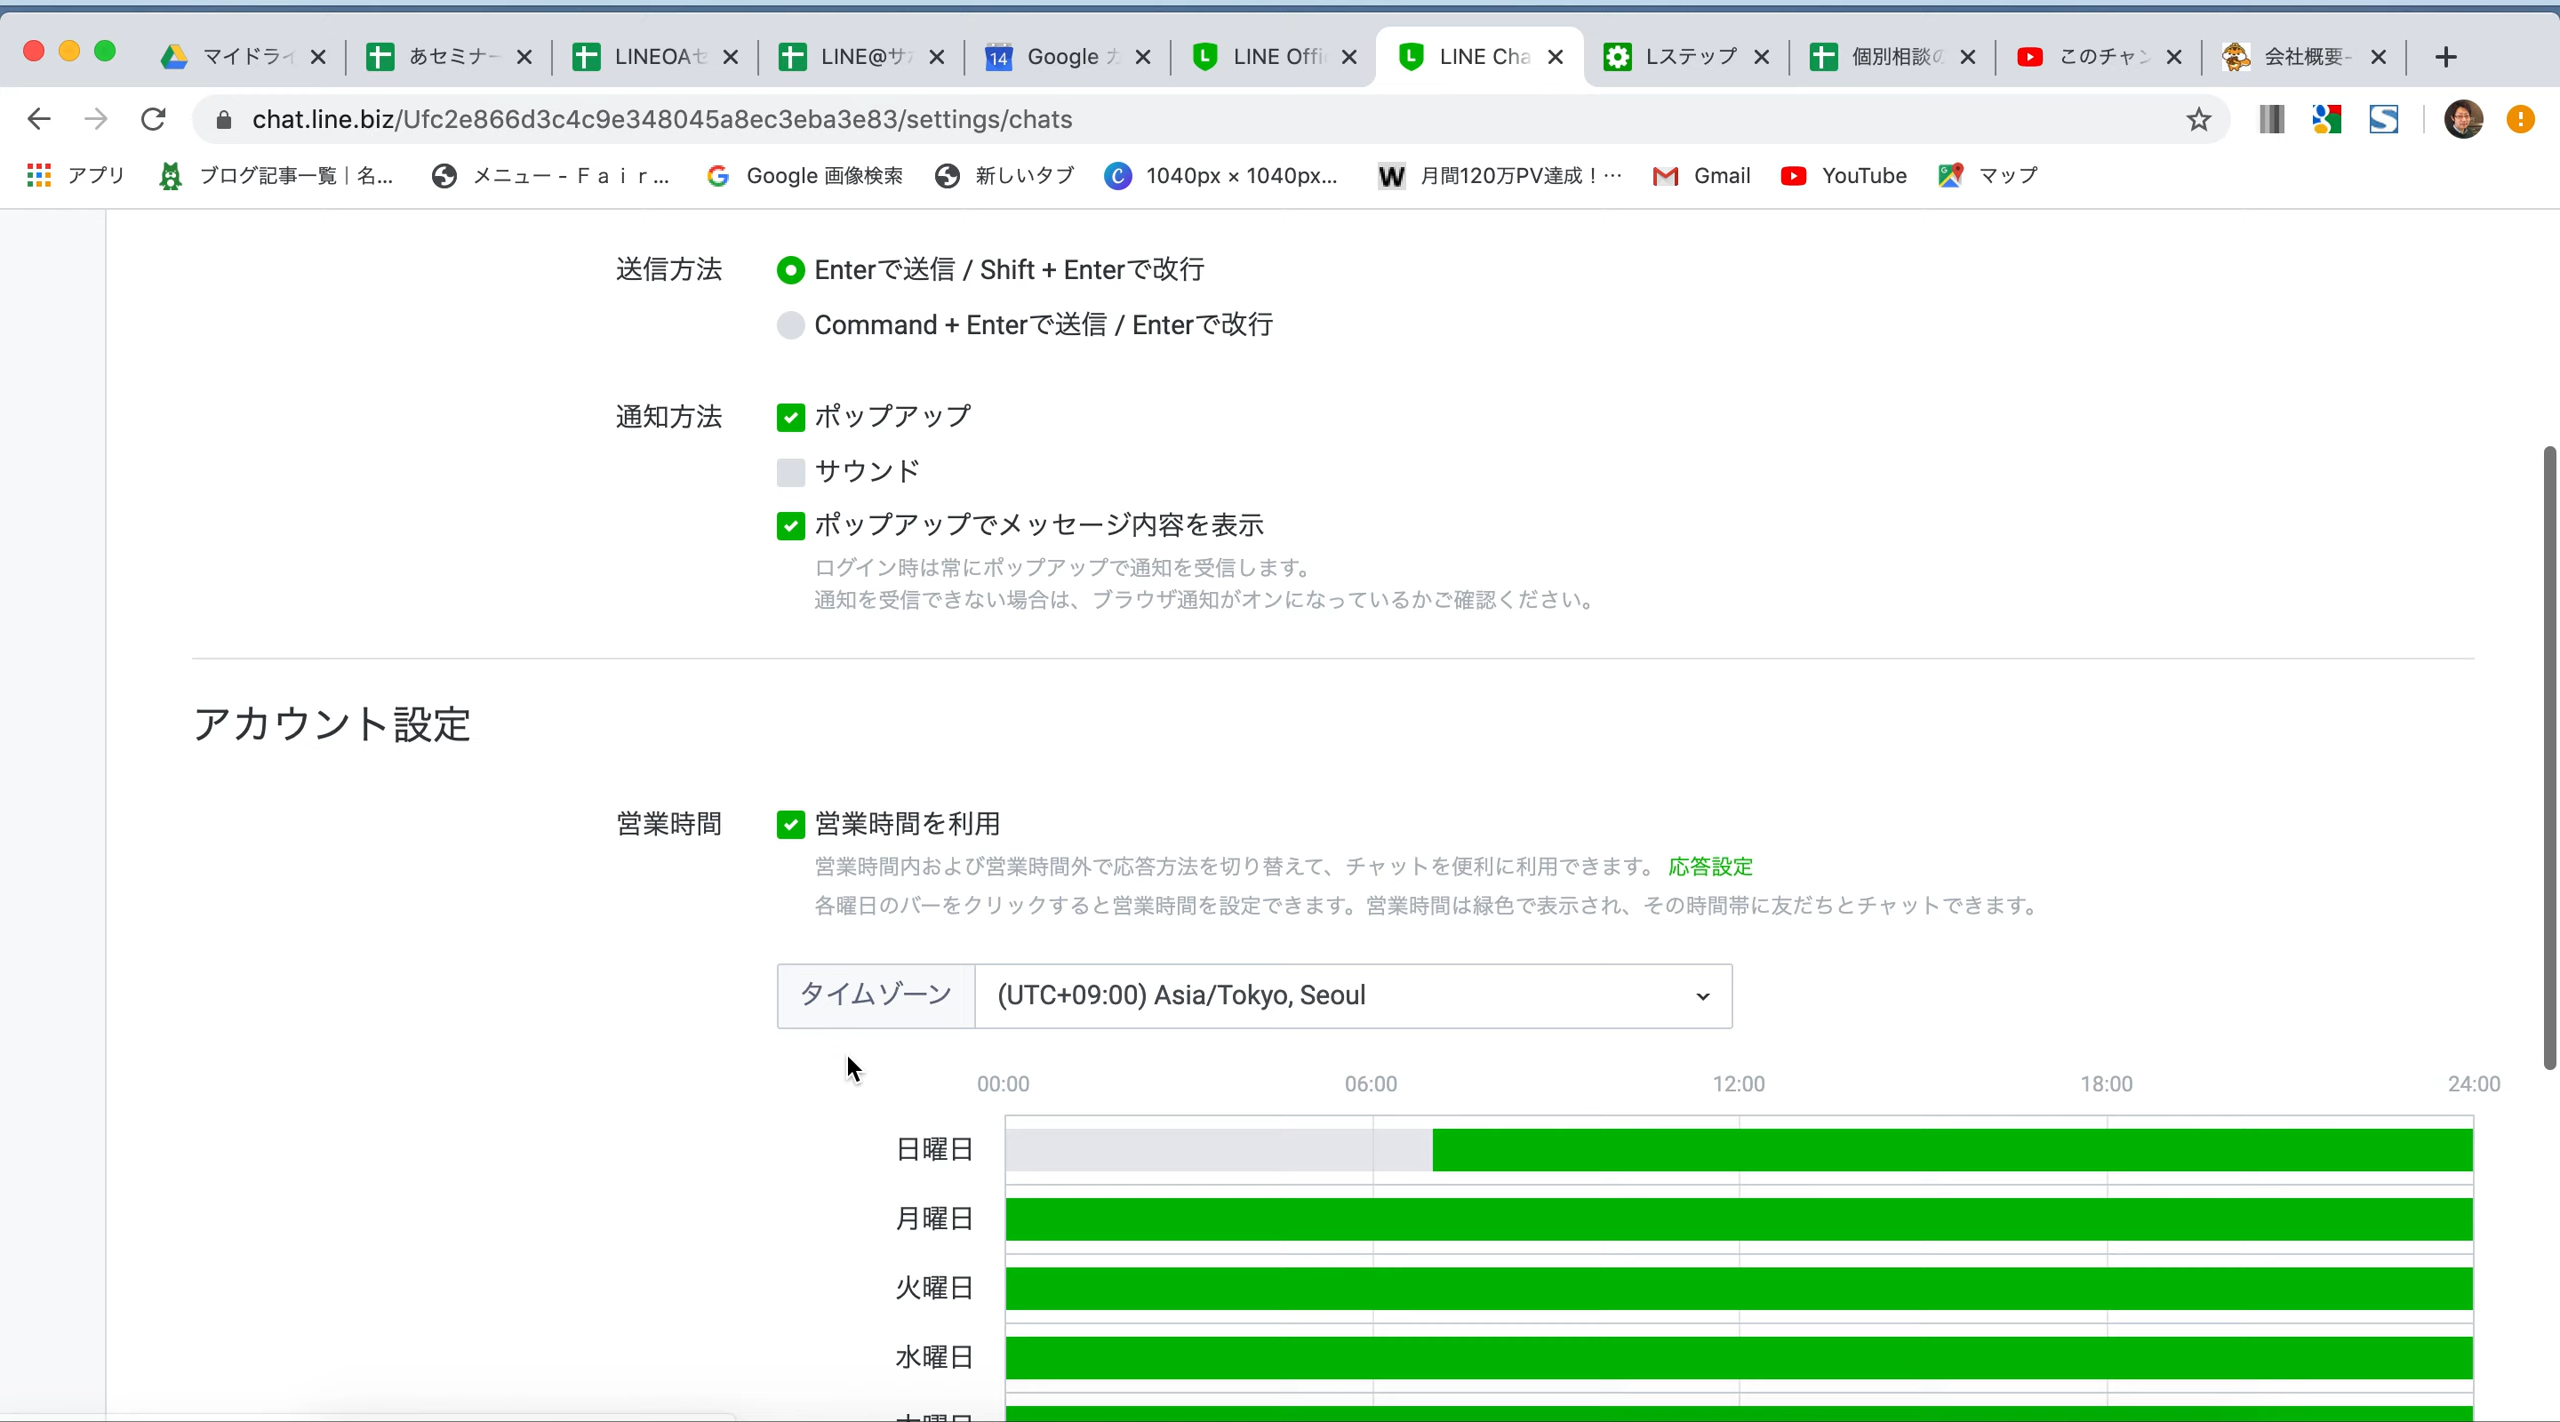 マイドライ
あセミナー
LINEOAセ
LINE@サポ
14
Google カ
LINE Offi
LINE Cha
Lステップ
個別相談の
このチャン
会社概要-
chat.line.biz/Ufc2e866d3c4c9e348045a8ec3eba3e83/settings/chats
アプリ
ブログ記事一覧｜名...
メニュー - Ｆａｉｒ...
Google 画像検索
新しいタブ
1040px × 1040px...
月間120万PV達成！…
Gmail
YouTube
マップ
送信方法
Enterで送信 / Shift + Enterで改行
Command + Enterで送信 / Enterで改行
通知方法
ポップアップ
サウンド
ポップアップでメッセージ内容を表示
ログイン時は常にポップアップで通知を受信します。
通知を受信できない場合は、ブラウザ通知がオンになっているかご確認ください。
アカウント設定
営業時間
営業時間を利用
営業時間内および営業時間外で応答方法を切り替えて、チャットを便利に利用できます。 応答設定
各曜日のバーをクリックすると営業時間を設定できます。営業時間は緑色で表示され、その時間帯に友だちとチャットできます。
タイムゾーン
(UTC+09:00) Asia/Tokyo, Seoul
00:00
06:00
12:00
18:00
24:00
日曜日
月曜日
火曜日
水曜日